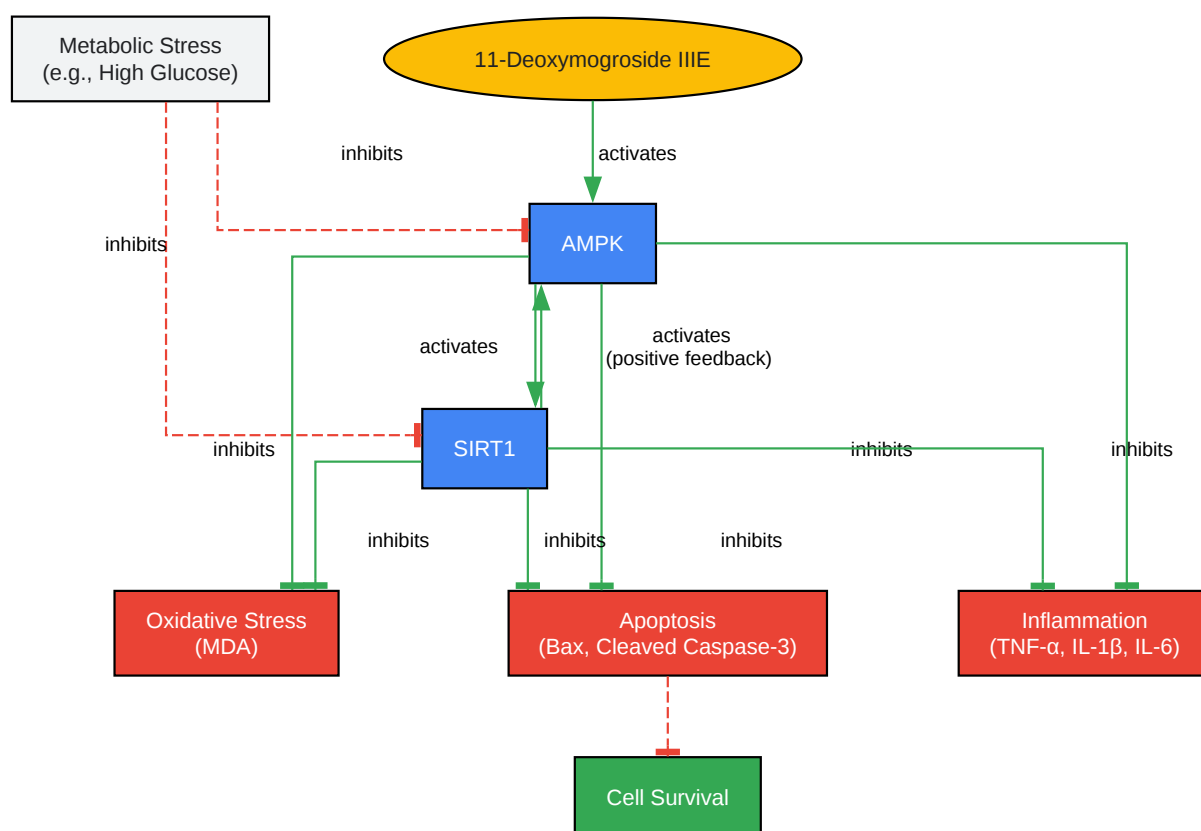 Metabolic Stress
(e.g., High Glucose)
11-Deoxymogroside IIIE
inhibits
activates
inhibits
AMPK
activates
activates
(positive feedback)
inhibits
SIRT1
inhibits
inhibits
inhibits
inhibits
inhibits
Oxidative Stress
(MDA)
Apoptosis
(Bax, Cleaved Caspase-3)
Inflammation
(TNF-α, IL-1β, IL-6)
Cell Survival